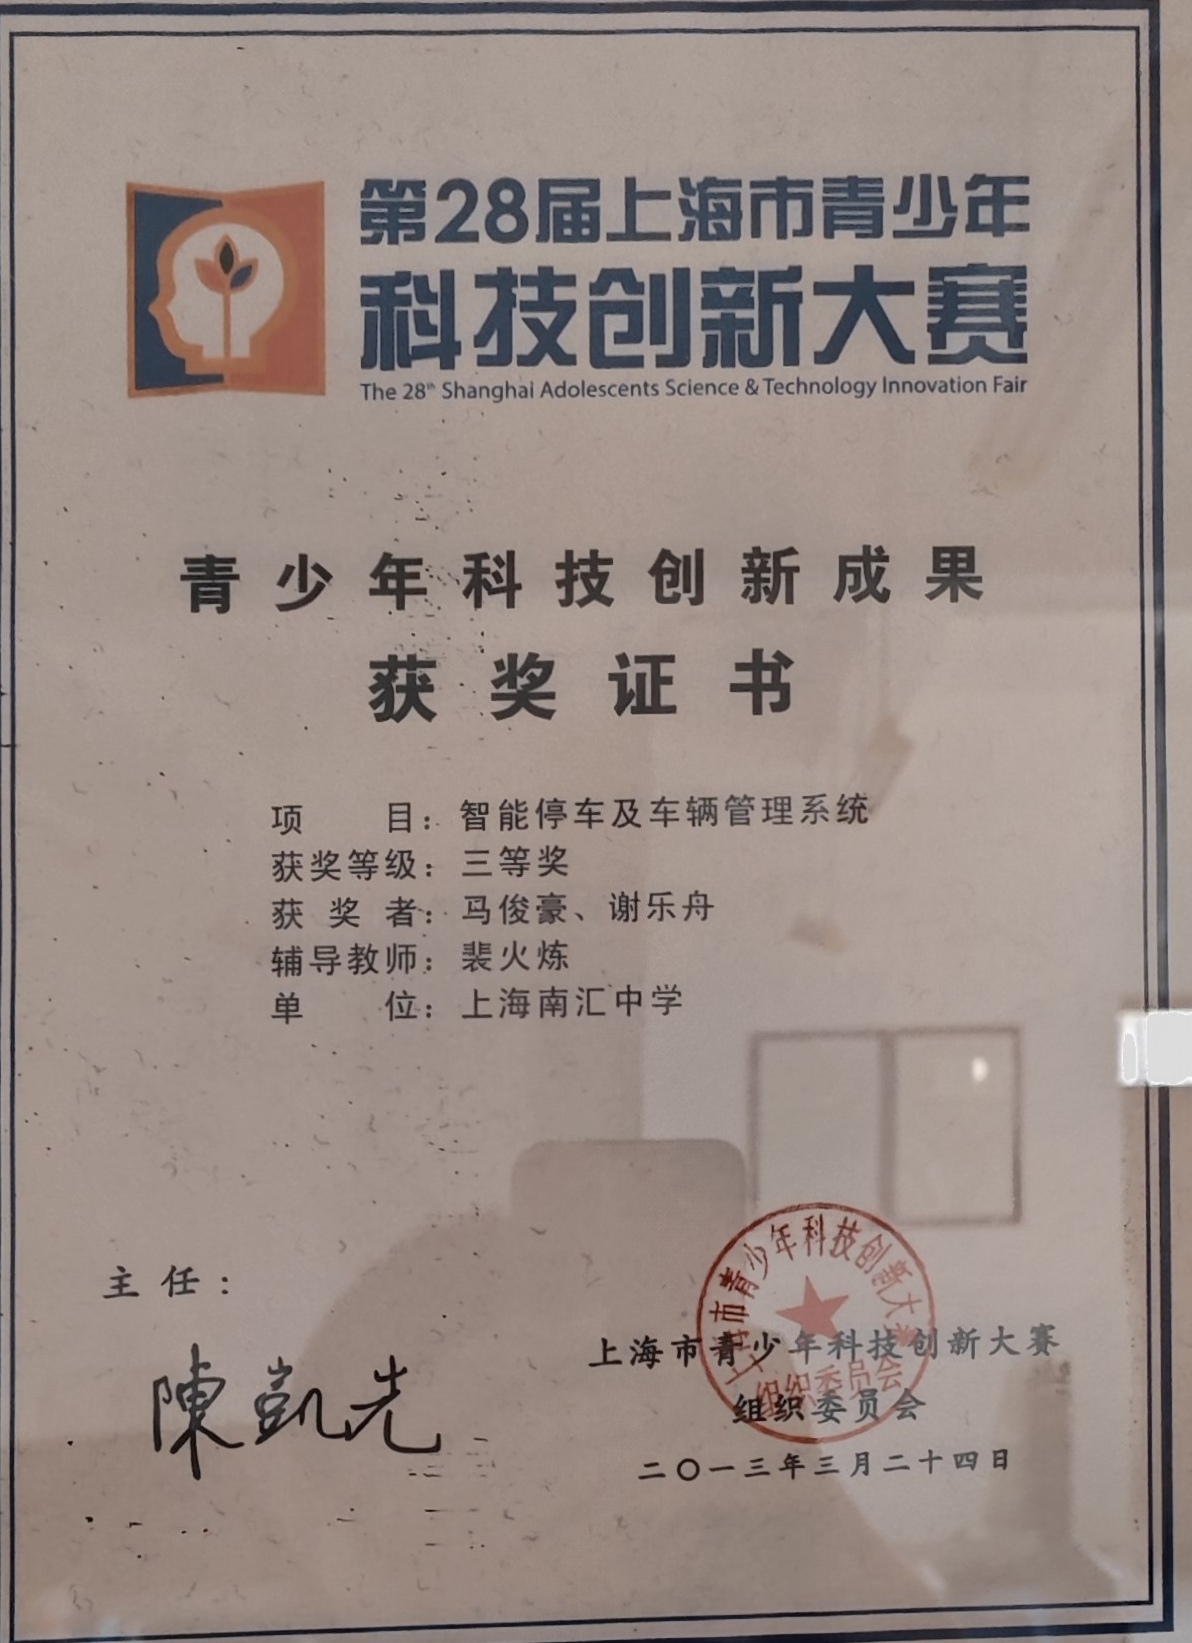 第28届上海市青少年
科技创新大赛
The 28th Shanghai Adolescents Science & Technology Innovation Fair
青少年科技创新成果
获奖证书
项目：智能停车及车辆管理系统
获奖等级：三等奖
获奖者：马俊豪、谢乐舟
辅导教师：裴火炼
单位：上海南汇中学
主任：
陳凱先
上海市青少年科技创新大赛
组织委员会
上海市青少年科技创新大赛
组织委员会
二〇一三年三月二十四日